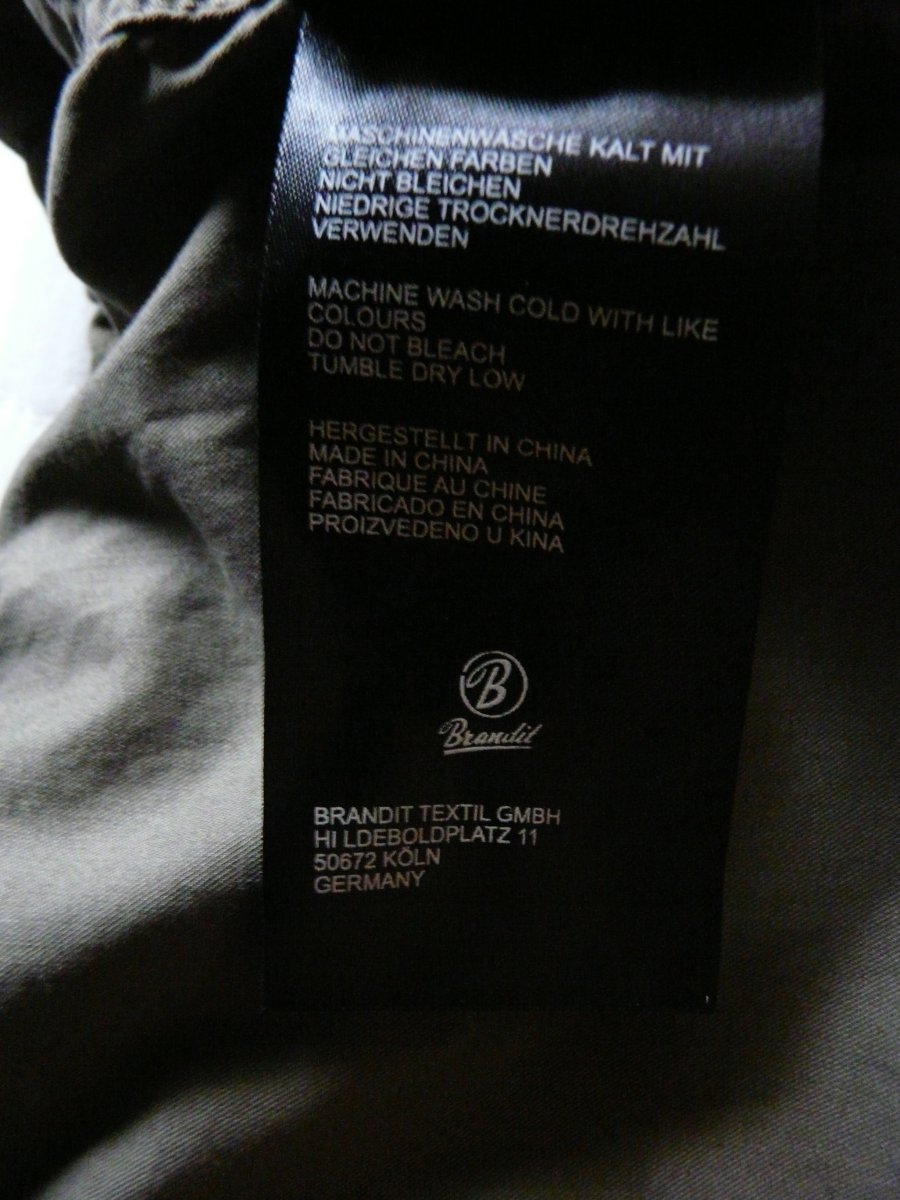 MASCHINENWÄSCHE KALT MIT
GLEICHEN FARBEN
NICHT BLEICHEN
NIEDRIGE TROCKNERDREHZAHL
VERWENDEN
MACHINE WASH COLD WITH LIKE
COLOURS
DO NOT BLEACH
TUMBLE DRY LOW
HERGESTELLT IN CHINA
MADE IN CHINA
FABRIQUE AU CHINE
FABRICADO EN CHINA
PROIZVEDENO U KINA
B
Brandit
BRANDIT TEXTIL GMBH
HI LDEBOLDPLATZ 11
50672 KÖLN
GERMANY